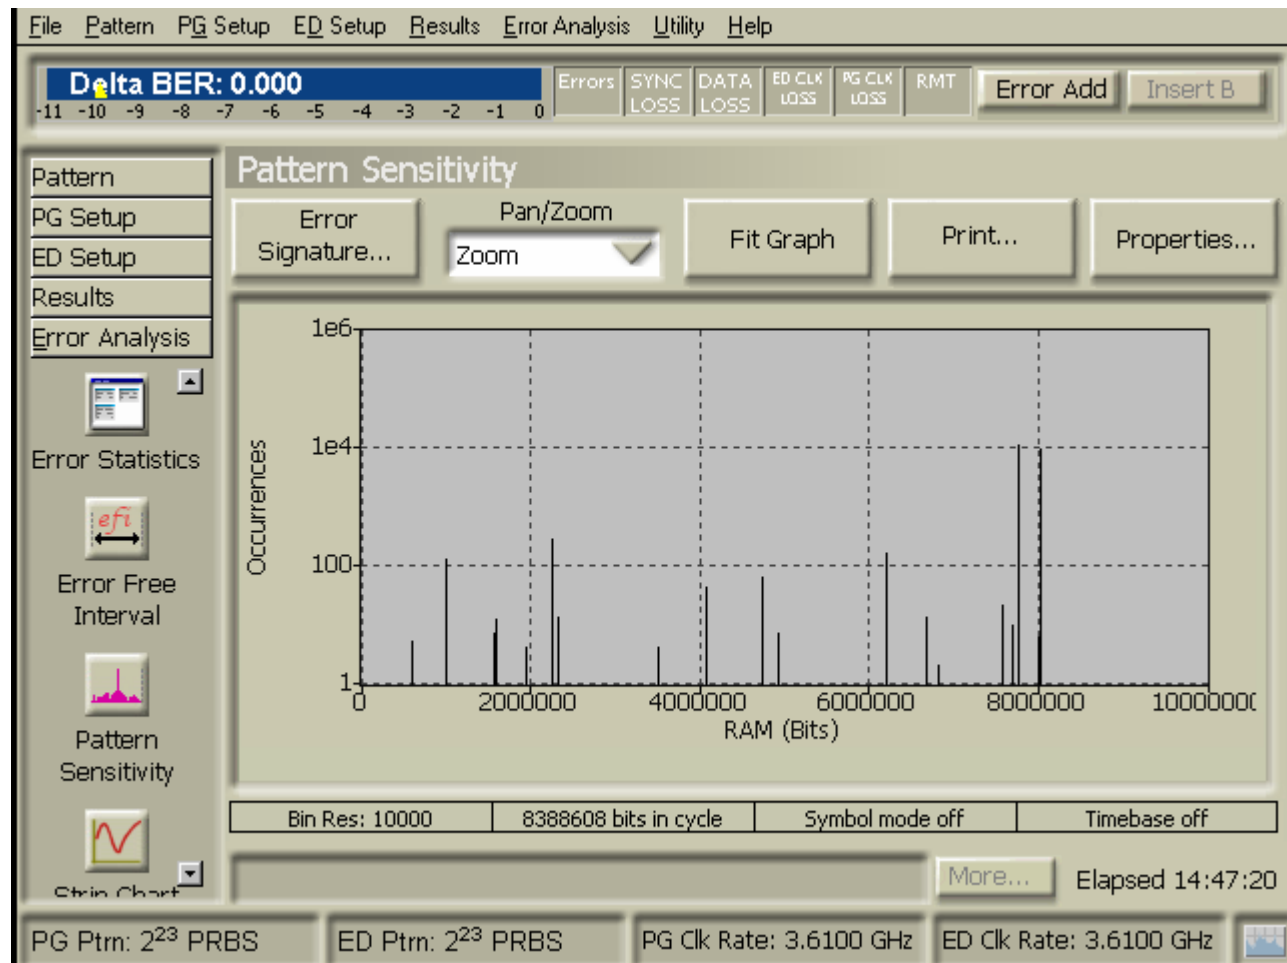 File Pattern PG Setup ED Setup Results Error Analysis Utility Help
Delta BER: 0.000
-11 -10 -9 -8 -7 -6 -5 -4 -3 -2 -1 0
Errors
SYNC
LOSS
DATA
LOSS
ED CLK
LOSS
PG CLK
LOSS
RMT
Error Add
Insert B
Pattern
PG Setup
ED Setup
Results
Error Analysis
Error Statistics
efi
Error Free
Interval
Pattern
Sensitivity
Strip Chart
Pattern Sensitivity
Error
Signature...
Pan/Zoom
Zoom
Fit Graph
Print...
Properties...
Occurrences
1e6
1e4
100
1
0 2000000 4000000 6000000 8000000 1000000(
RAM (Bits)
Bin Res: 10000
8388608 bits in cycle
Symbol mode off
Timebase off
More...
Elapsed 14:47:20
PG Ptrn: 2²³ PRBS
ED Ptrn: 2²³ PRBS
PG Clk Rate: 3.6100 GHz
ED Clk Rate: 3.6100 GHz